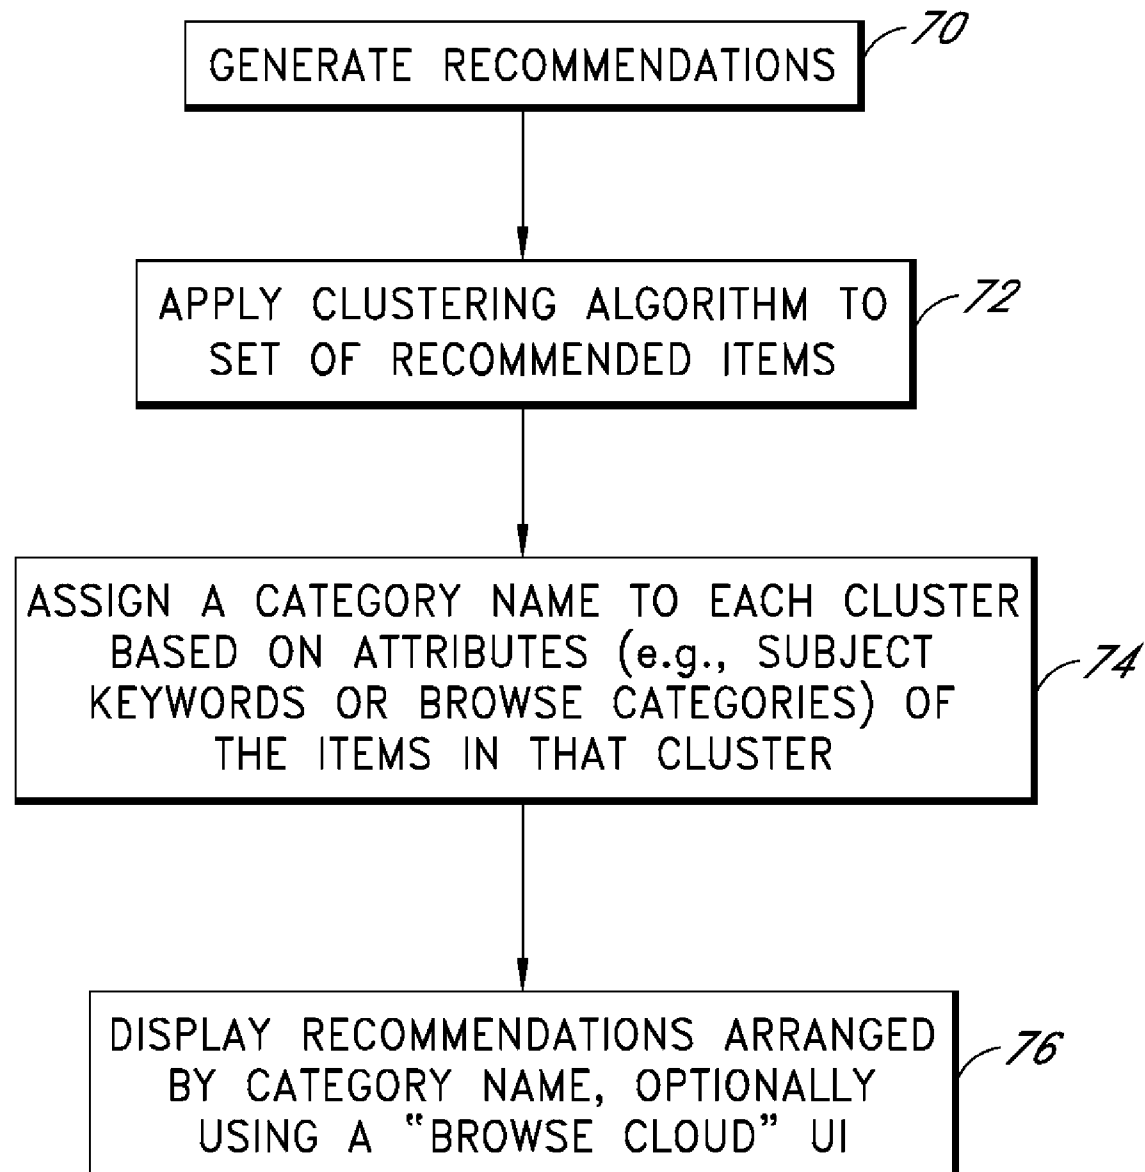 GENERATE RECOMMENDATIONS
70
APPLY CLUSTERING ALGORITHM TO
SET OF RECOMMENDED ITEMS
72
ASSIGN A CATEGORY NAME TO EACH CLUSTER
BASED ON ATTRIBUTES (e.g., SUBJECT
KEYWORDS OR BROWSE CATEGORIES) OF
THE ITEMS IN THAT CLUSTER
74
DISPLAY RECOMMENDATIONS ARRANGED
BY CATEGORY NAME, OPTIONALLY
USING A “BROWSE CLOUD” UI
76